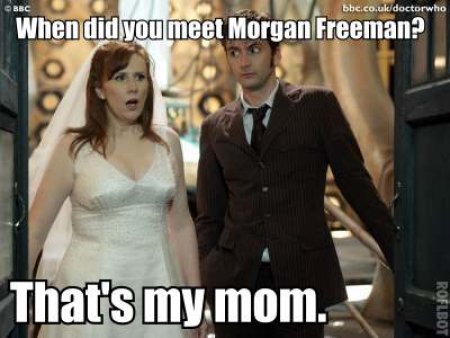 © BBC
bbc.co.uk/doctorwho
When did you meet Morgan Freeman?
That's my mom.
ROFLBOT